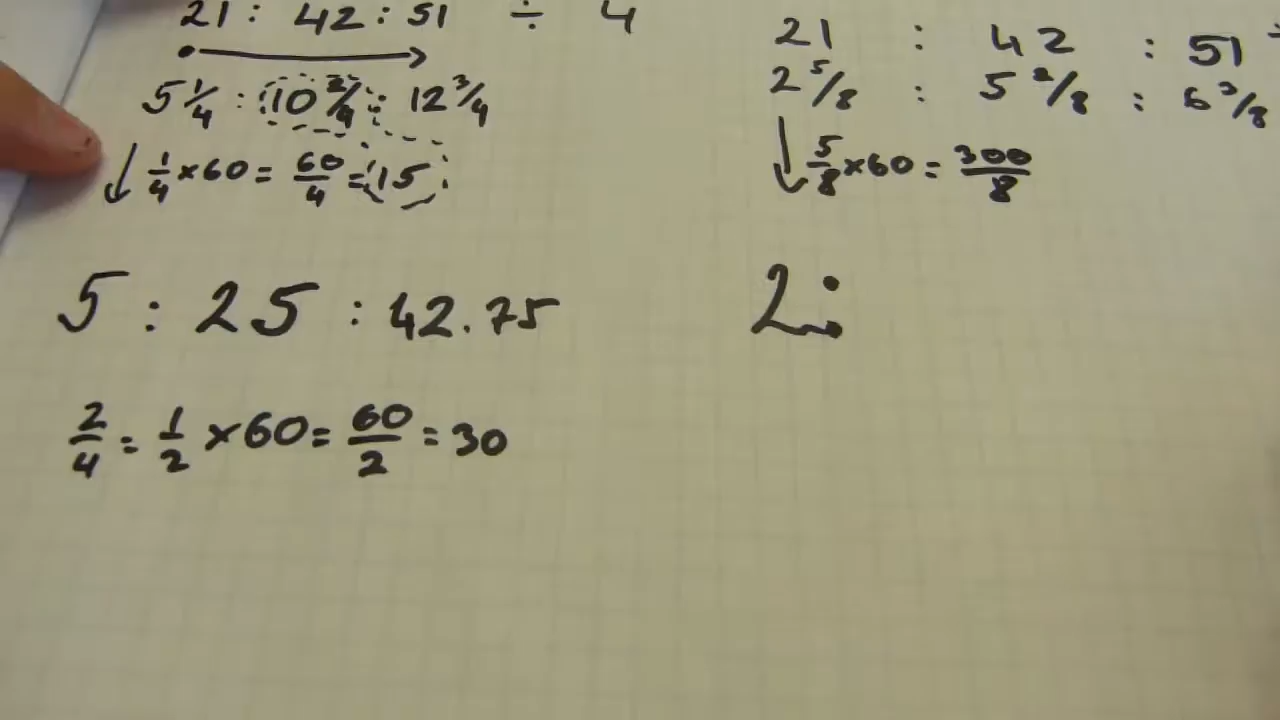 21 : 42 : 51 ÷ 4
5 1/4 : 10 2/4 : 12 3/4
1/4 × 60 = 60/4 = 15
5 : 25 : 42.75
2/4 = 1/2 × 60 = 60/2 = 30
21 : 42 : 51
2 5/8 : 5 2/8 : 6 3/8
5/8 × 60 = 300/8
2 :